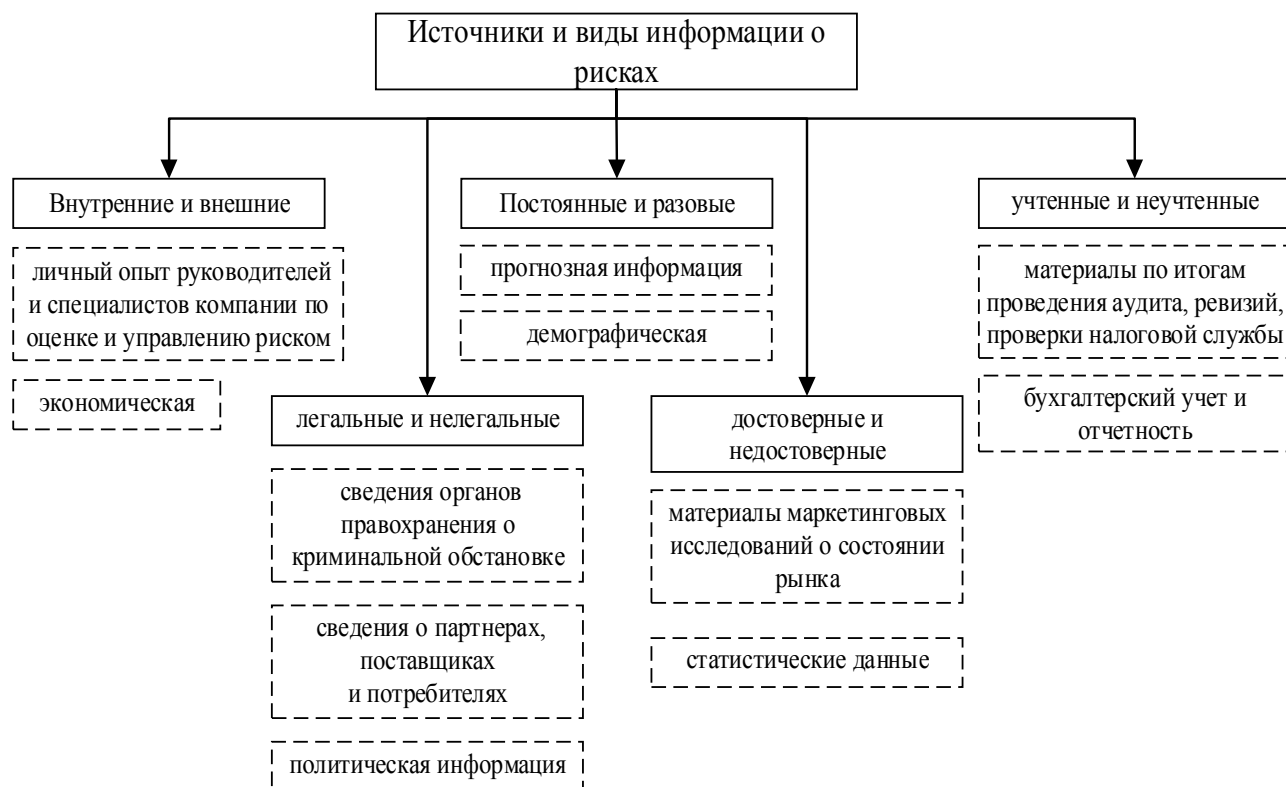 Источники и виды информации о
рисках
Внутренние и внешние
личный опыт руководителей
и специалистов компании по
оценке и управлению риском
экономическая
легальные и нелегальные
сведения органов
правохранения о
криминальной обстановке
сведения о партнерах,
поставщиках
и потребителях
политическая информация
Постоянные и разовые
прогнозная информация
демографическая
достоверные и
недостоверные
материалы маркетинговых
исследований о состоянии
рынка
статистические данные
учтенные и неучтенные
материалы по итогам
проведения аудита, ревизий,
проверки налоговой службы
бухгалтерский учет и
отчетность